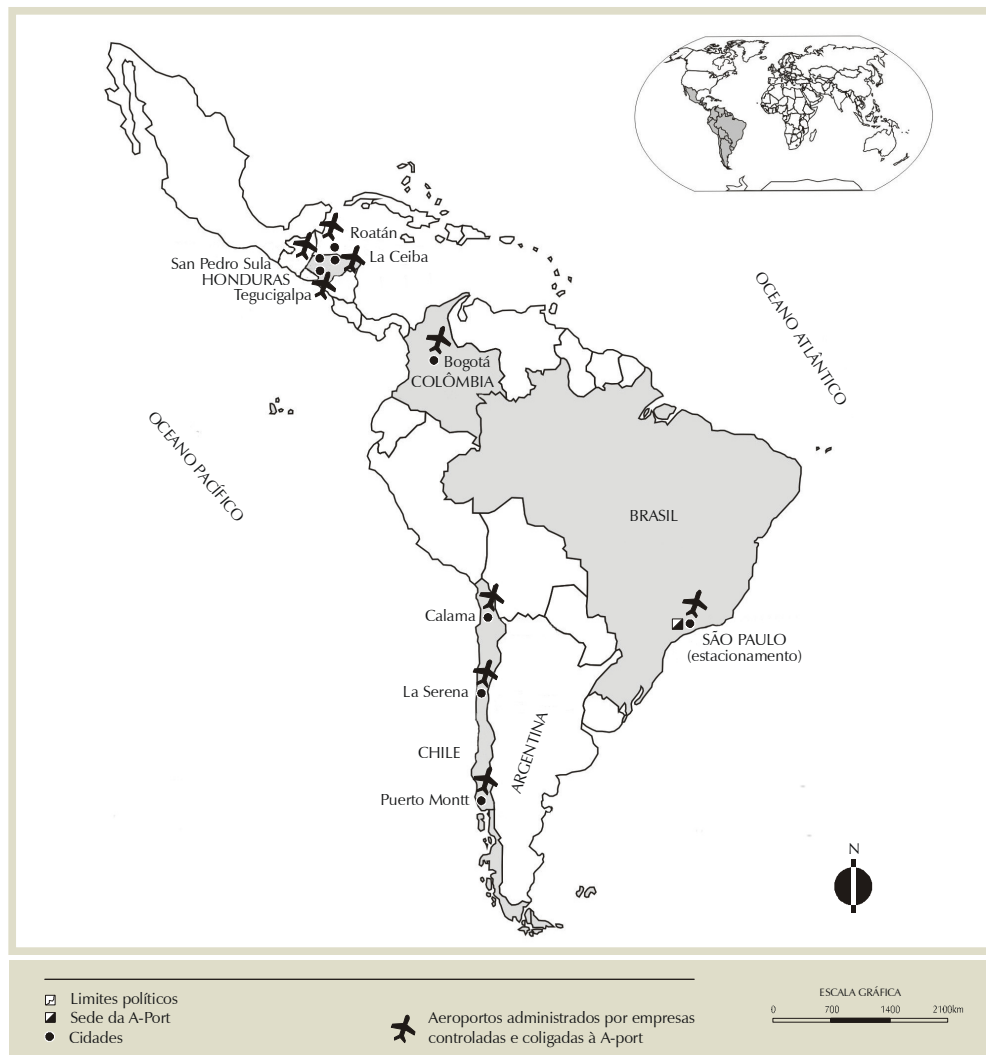 Roatán
La Ceiba
San Pedro Sula
HONDURAS
Tegucigalpa
OCEANO ATLÂNTICO
Bogotá
COLÔMBIA
OCEANO PACÍFICO
BRASIL
Calama
SÃO PAULO
(estacionamento)
La Serena
CHILE
ARGENTINA
Puerto Montt
N
Limites políticos
Sede da A-Port
Cidades
Aeroportos administrados por empresas
controladas e coligadas à A-port
ESCALA GRÁFICA
0 700 1400 2100km